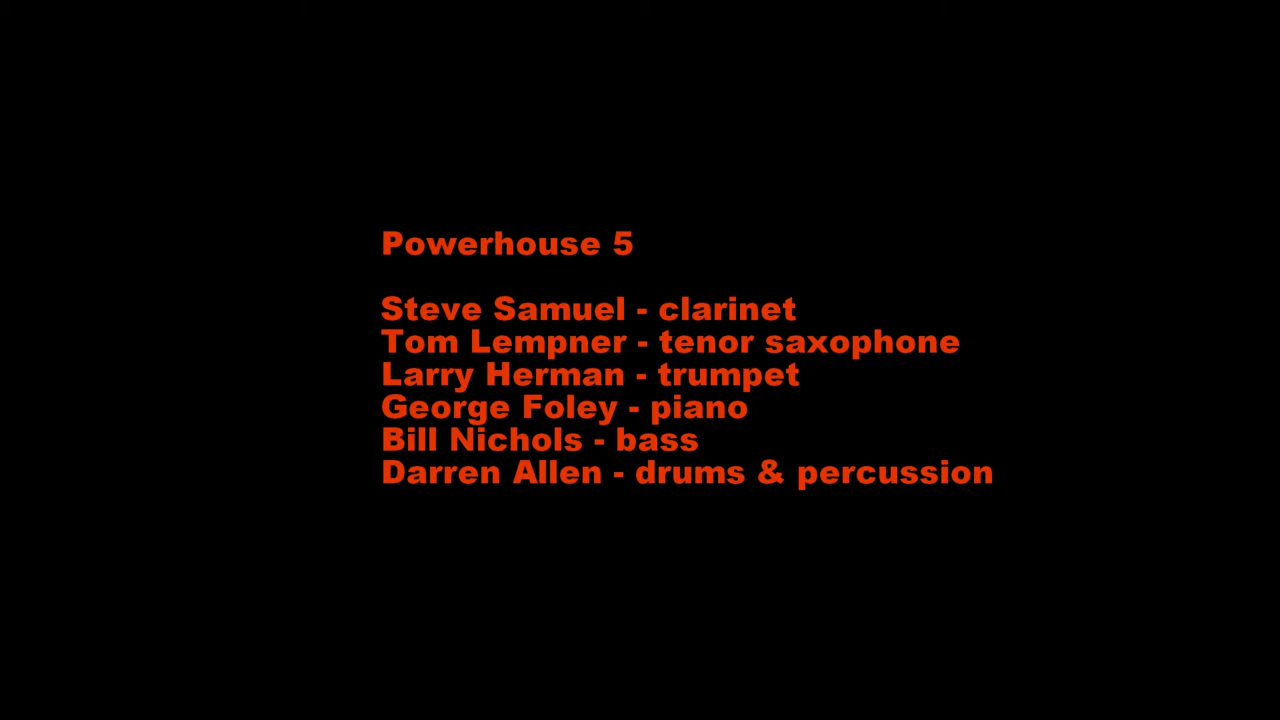 Powerhouse 5
Steve Samuel - clarinet
Tom Lempner - tenor saxophone
Larry Herman - trumpet
George Foley - piano
Bill Nichols - bass
Darren Allen - drums & percussion